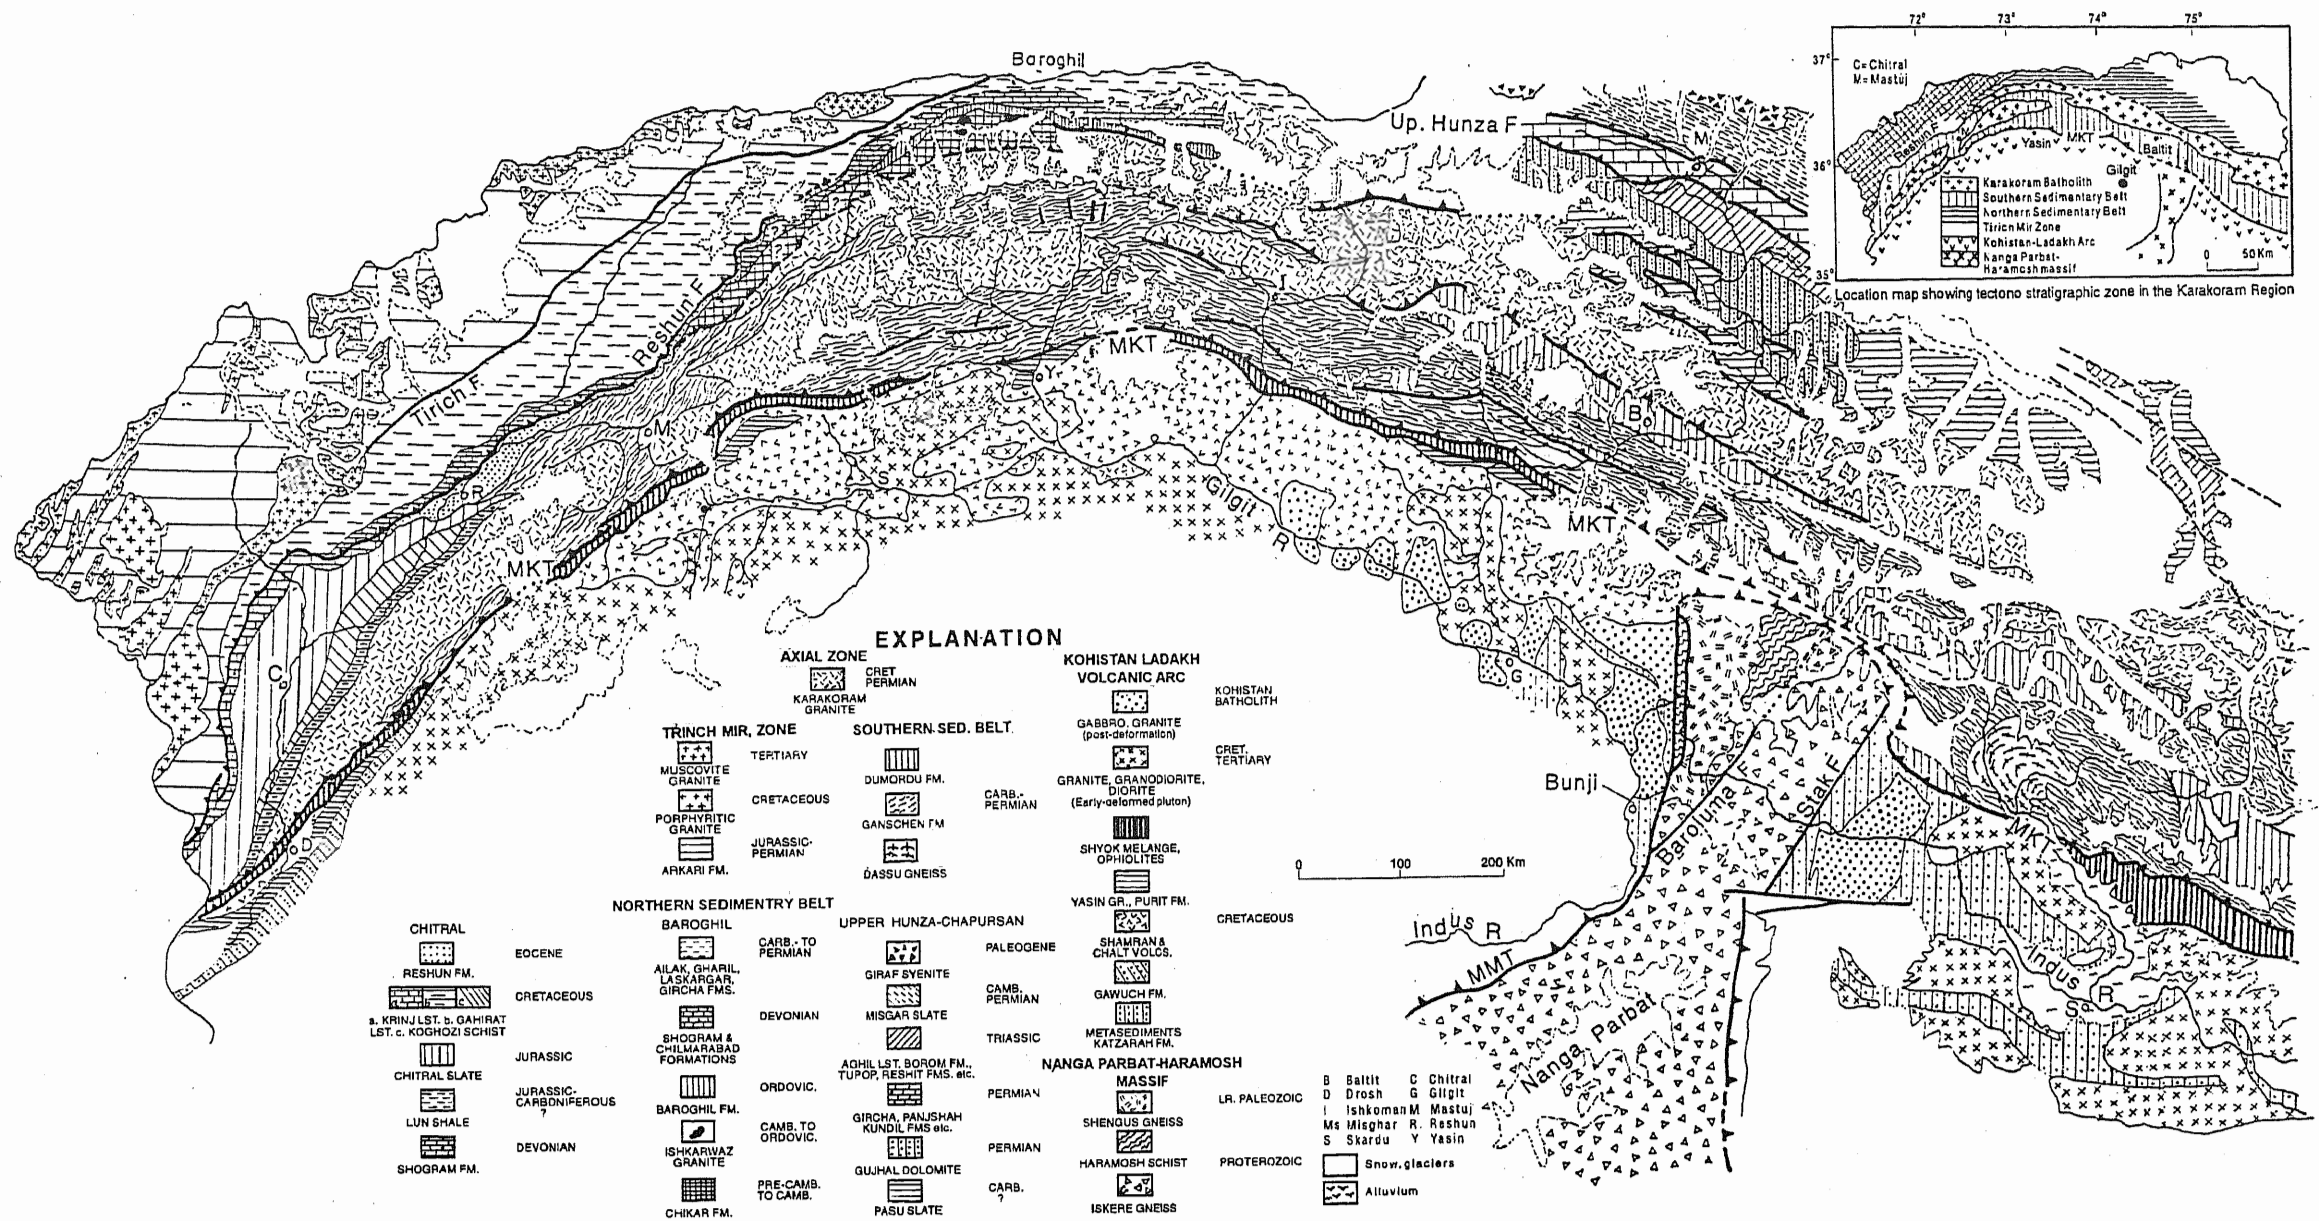 Baroghil
Up. Hunza F
M
Tirich F
Reshun F
MKT
I
Y
M
B
R
S
Gilgit
R
MKT
MKT
C
D
G
Bunji
Baroluma F
Stak F
MKT
Indus R
MMT
Nanga Parbat
Indus
R
S
72°
73°
74°
75°
37°
36°
35°
C= Chitral
M= Mastuj
Reshun F
M
Yasin
MKT
Baltit
Gilgit
Karakoram Batholith
Southern Sedimentary Belt
Northern Sedimentary Belt
Tirich Mir Zone
Kohistan-Ladakh Arc
Nanga Parbat-
Haramosh massif
0 50 Km
Location map showing tectono stratigraphic zone in the Karakoram Region
EXPLANATION
AXIAL ZONE
CRET
PERMIAN
KARAKORAM
GRANITE
TRINCH MIR, ZONE
TERTIARY
MUSCOVITE
GRANITE
CRETACEOUS
PORPHYRITIC
GRANITE
JURASSIC-
PERMIAN
ARKARI FM.
SOUTHERN SED. BELT
DUMORDU FM.
CARB.-
PERMIAN
GANSCHEN FM
DASSU GNEISS
KOHISTAN LADAKH
VOLCANIC ARC
KOHISTAN
BATHOLITH
GABBRO, GRANITE
(post-deformation)
CRET.
TERTIARY
GRANITE, GRANODIORITE,
DIORITE
(Early-deformed pluton)
SHYOK MELANGE,
OPHIOLITES
YASIN GR., PURIT FM.
CRETACEOUS
SHAMRAN &
CHALT VOLCS.
GAWUCH FM.
METASEDIMENTS
KATZARAH FM.
NORTHERN SEDIMENTRY BELT
CHITRAL
EOCENE
RESHUN FM.
CRETACEOUS
a. KRINJ LST. b. GAHIRAT
LST. c. KOGHOZI SCHIST
JURASSIC
CHITRAL SLATE
JURASSIC-
CARBONIFEROUS
?
LUN SHALE
DEVONIAN
SHOGRAM FM.
BAROGHIL
CARB.- TO
PERMIAN
AILAK, GHARIL,
LASKARGAR,
GIRCHA FMS.
DEVONIAN
SHOGRAM &
CHILMARABAD
FORMATIONS
ORDOVIC.
BAROGHIL FM.
CAMB. TO
ORDOVIC.
ISHKARWAZ
GRANITE
PRE-CAMB.
TO CAMB.
CHIKAR FM.
UPPER HUNZA-CHAPURSAN
PALEOGENE
GIRAF SYENITE
CAMB.
PERMIAN
MISGAR SLATE
TRIASSIC
AGHIL LST. BOROM FM.,
TUPOP, RESHIT FMS. etc.
PERMIAN
GIRCHA, PANJSHAH
KUNDIL FMS etc.
PERMIAN
GUJHAL DOLOMITE
CARB.
?
PASU SLATE
NANGA PARBAT-HARAMOSH
MASSIF
LR. PALEOZOIC
SHENGUS GNEISS
HARAMOSH SCHIST
PROTEROZOIC
ISKERE GNEISS
0 100 200 Km
B Baltit C Chitral
D Drosh G Gilgit
I Ishkoman M Mastuj
Ms Misghar R. Reshun
S Skardu Y Yasin
Snow, glaciers
Alluvium